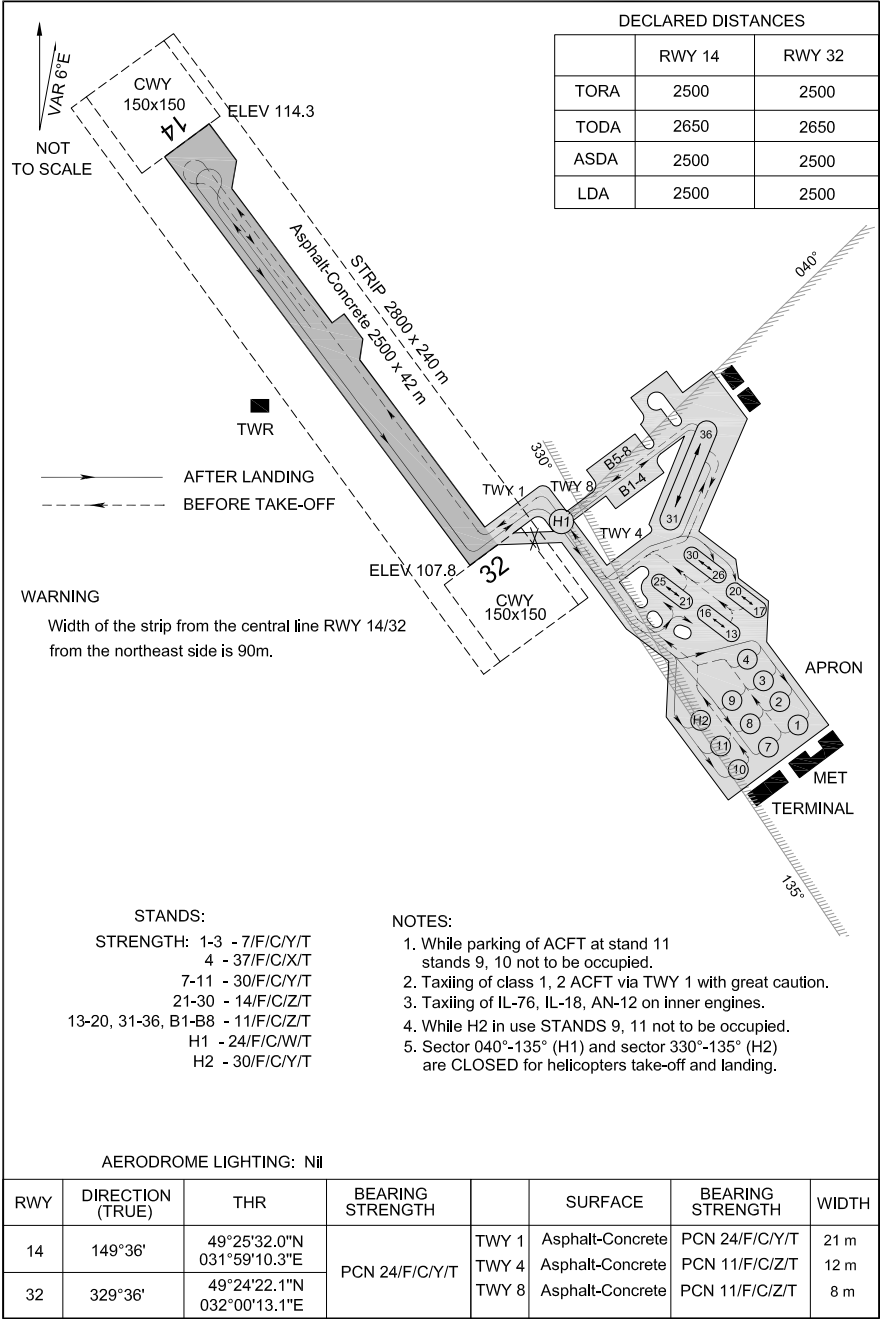 DECLARED DISTANCES
RWY 14 RWY 32
TORA 2500 2500
TODA 2650 2650
ASDA 2500 2500
LDA 2500 2500
VAR 6°E
NOT
TO SCALE
CWY
150x150
14
ELEV 114.3
STRIP 2800 x 240 m
Asphalt-Concrete 2500 x 42 m
040°
TWR
AFTER LANDING
BEFORE TAKE-OFF
330°
TWY 1
TWY 8
B5-8
B1-4
36
31
H1
TWY 4
ELEV 107.8
32
CWY
150x150
30
26
25
21
20
17
16
13
4
3
2
1
9
8
7
H2
11
10
APRON
MET
TERMINAL
135°
WARNING
Width of the strip from the central line RWY 14/32
from the northeast side is 90m.
STANDS:
STRENGTH: 1-3 - 7/F/C/Y/T
4 - 37/F/C/X/T
7-11 - 30/F/C/Y/T
21-30 - 14/F/C/Z/T
13-20, 31-36, B1-B8 - 11/F/C/Z/T
H1 - 24/F/C/W/T
H2 - 30/F/C/Y/T
NOTES:
1. While parking of ACFT at stand 11
stands 9, 10 not to be occupied.
2. Taxiing of class 1, 2 ACFT via TWY 1 with great caution.
3. Taxiing of IL-76, IL-18, AN-12 on inner engines.
4. While H2 in use STANDS 9, 11 not to be occupied.
5. Sector 040°-135° (H1) and sector 330°-135° (H2)
are CLOSED for helicopters take-off and landing.
AERODROME LIGHTING: Nil
RWY DIRECTION (TRUE) THR BEARING STRENGTH SURFACE BEARING STRENGTH WIDTH
14 149°36' 49°25'32.0"N 031°59'10.3"E
32 329°36' 49°24'22.1"N 032°00'13.1"E
PCN 24/F/C/Y/T
TWY 1 Asphalt-Concrete PCN 24/F/C/Y/T 21 m
TWY 4 Asphalt-Concrete PCN 11/F/C/Z/T 12 m
TWY 8 Asphalt-Concrete PCN 11/F/C/Z/T 8 m